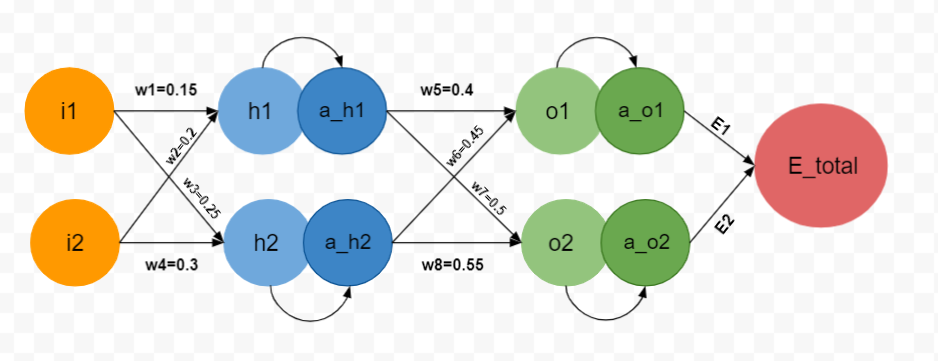 i1
w1=0.15
h1
a_h1
w5=0.4
o1
a_o1
E1
w2=0.2
w6=0.45
E_total
w3=0.25
w7=0.5
i2
w4=0.3
h2
a_h2
w8=0.55
o2
a_o2
E2